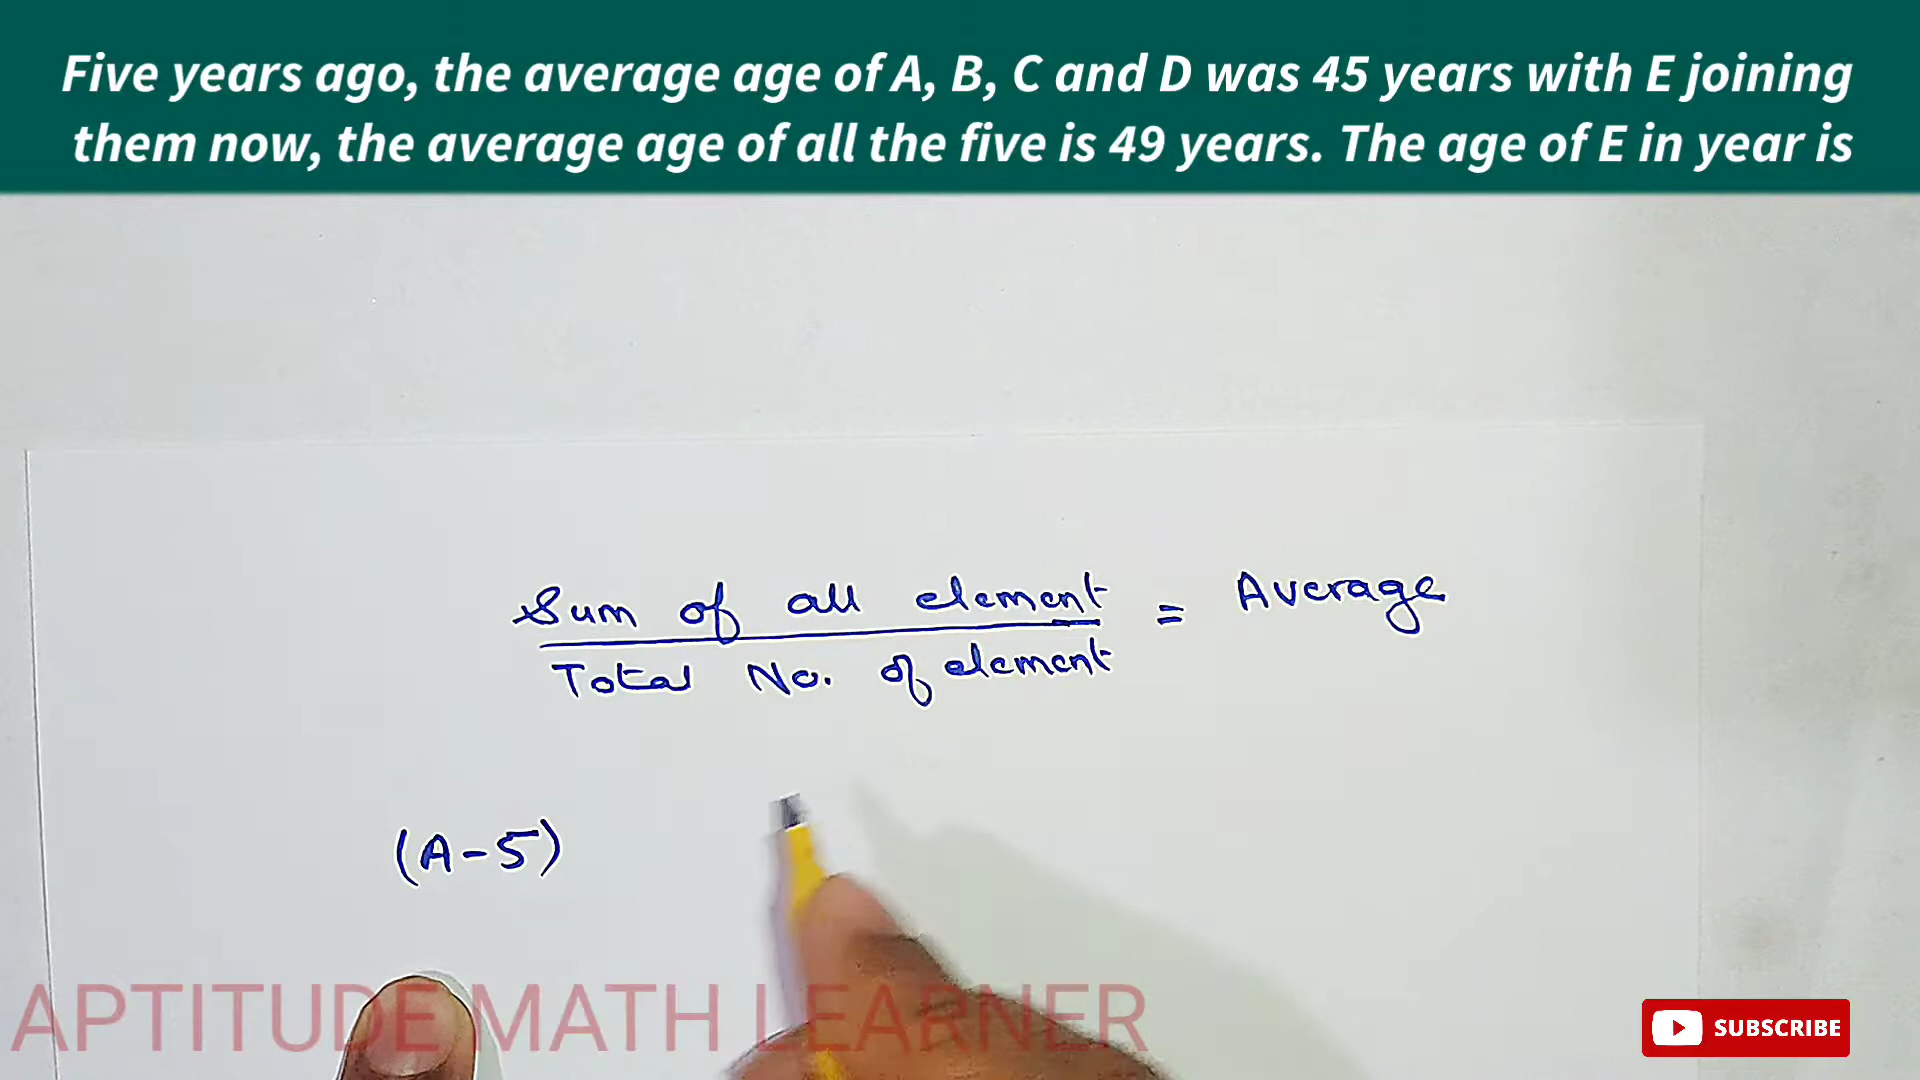 Five years ago, the average age of A, B, C and D was 45 years with E joining
them now, the average age of all the five is 49 years. The age of E in year is
Sum of all element = Average
Total No. of element
(A-5)
APTITUDE MATH LEARNER
SUBSCRIBE